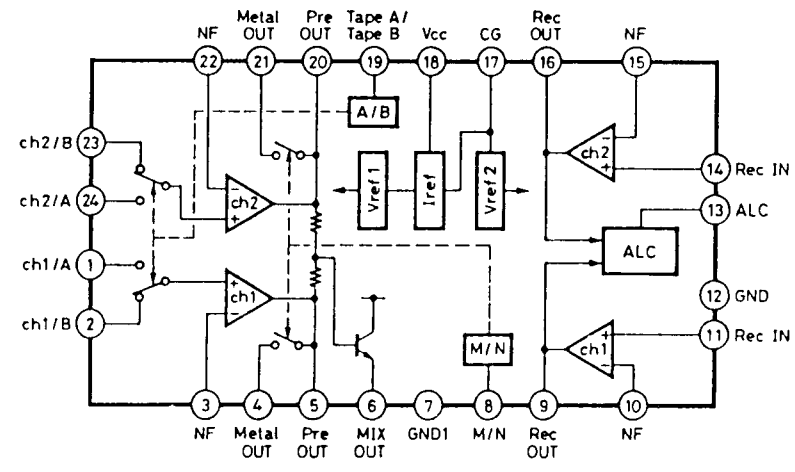 Metal Pre Tape A/ Rec
NF OUT OUT Tape B Vcc CG OUT NF
22 21 20 19 18 17 16 15
A/B
ch2/B 23
ch2
14 Rec IN
ch2/A 24
Vref 1
Iref
Vref 2
13 ALC
ch2
ALC
ch1/A 1
12 GND
ch1
ch1/B 2
M/N
ch1
11 Rec IN
3 4 5 6 7 8 9 10
NF Metal Pre MIX GND1 M/N Rec NF
OUT OUT OUT OUT